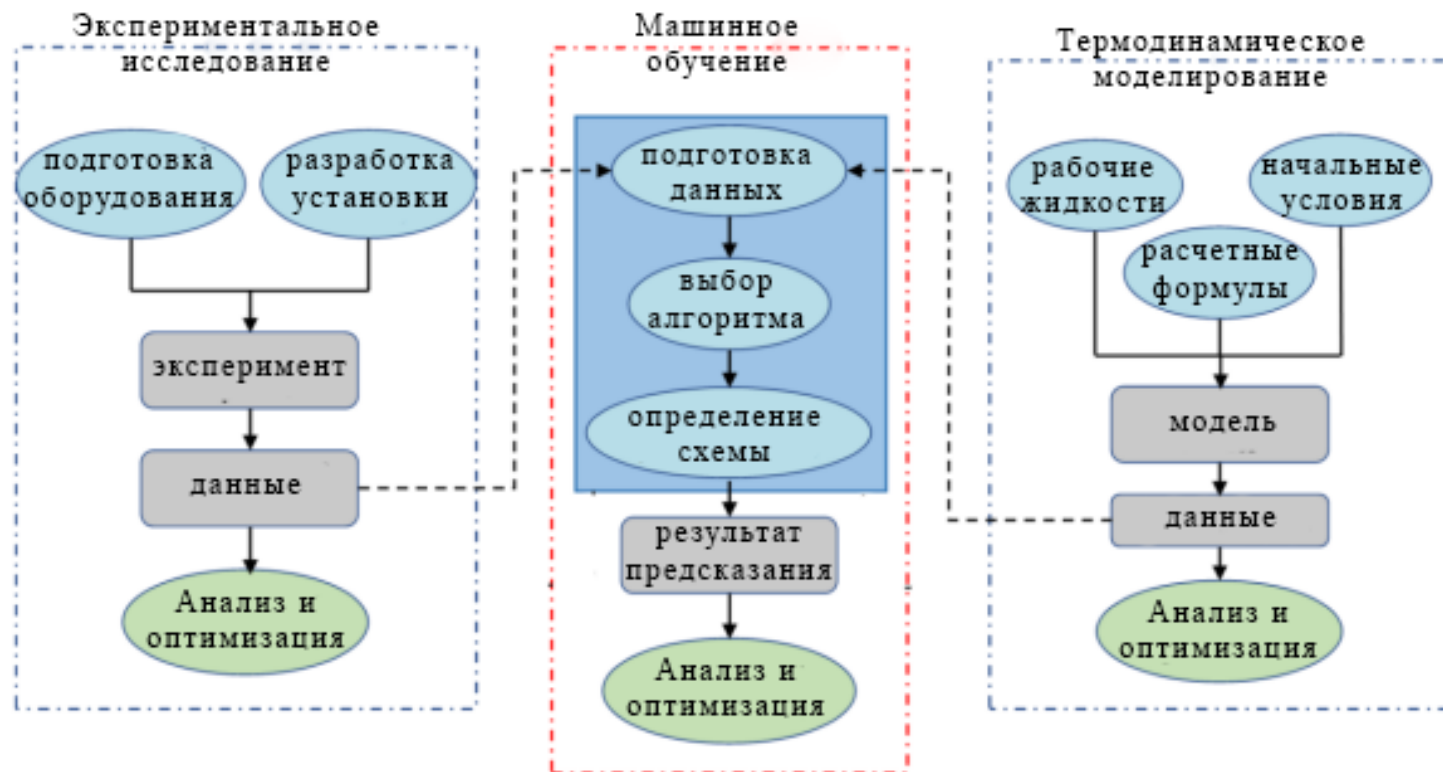 Экспериментальное
исследование
подготовка
оборудования
разработка
установки
эксперимент
данные
Анализ и
оптимизация
Машинное
обучение
подготовка
данных
выбор
алгоритма
определение
схемы
результат
предсказания
Анализ и
оптимизация
Термодинамическое
моделирование
рабочие
жидкости
начальные
условия
расчетные
формулы
модель
данные
Анализ и
оптимизация